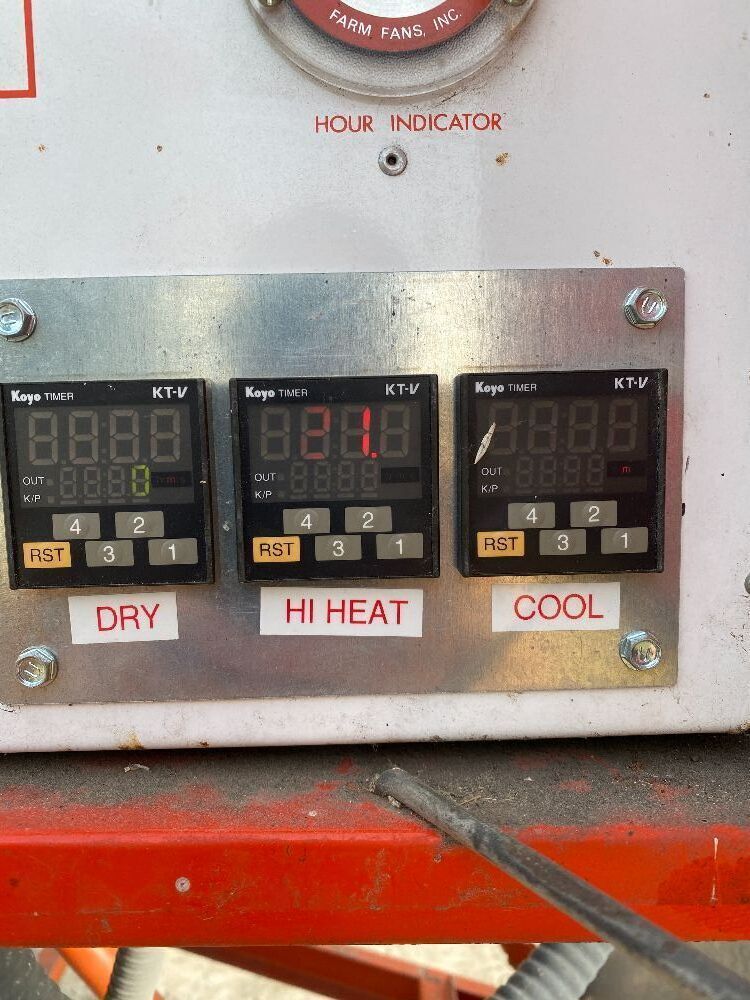 FARM FANS, INC.
HOUR INDICATOR
Koyo TIMER KT-V
OUT
K/P
0
4 2
RST 3 1
DRY
Koyo TIMER KT-V
21.
OUT
K/P
4 2
RST 3 1
HI HEAT
Koyo TIMER KT-V
OUT
K/P
m
4 2
RST 3 1
COOL